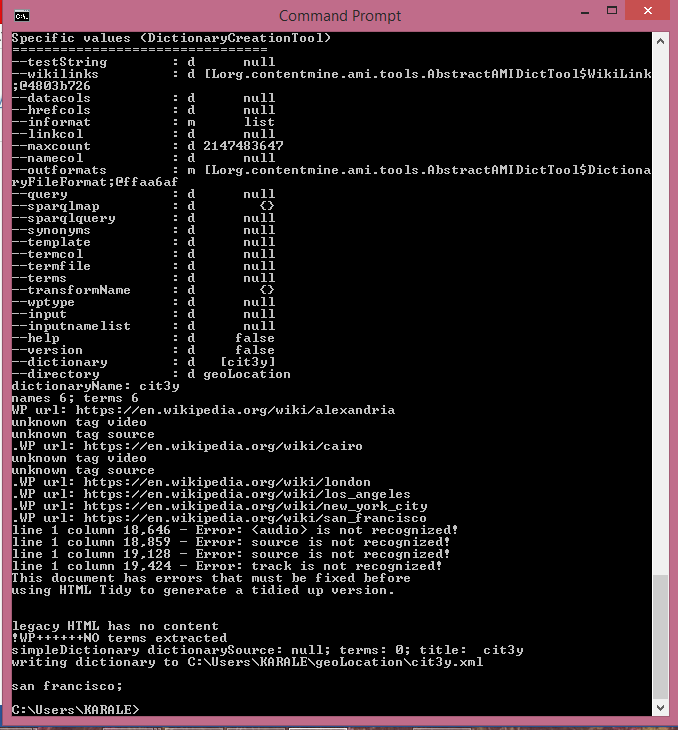 Command Prompt
Specific values (DictionaryCreationTool)
================================
--testString : d null
--wikilinks : d [Lorg.contentmine.ami.tools.AbstractAMIDictTool$WikiLink
;@4803b726
--datacols : d null
--hrefcols : d null
--informat : m list
--linkcol : d null
--maxcount : d 2147483647
--namecol : d null
--outformats : m [Lorg.contentmine.ami.tools.AbstractAMIDictTool$Dictiona
ryFileFormat;@ffaa6af
--query : d null
--sparqlmap : d {}
--sparqlquery : d null
--synonyms : d null
--template : d null
--termcol : d null
--termfile : d null
--terms : d null
--transformName : d {}
--wptype : d null
--input : d null
--inputnamelist : d null
--help : d false
--version : d false
--dictionary : d [cit3y]
--directory : d geoLocation
dictionaryName: cit3y
names 6; terms 6
WP url: https://en.wikipedia.org/wiki/alexandria
unknown tag video
unknown tag source
.WP url: https://en.wikipedia.org/wiki/cairo
unknown tag video
unknown tag source
.WP url: https://en.wikipedia.org/wiki/london
.WP url: https://en.wikipedia.org/wiki/los_angeles
.WP url: https://en.wikipedia.org/wiki/new_york_city
.WP url: https://en.wikipedia.org/wiki/san_francisco
line 1 column 18,646 - Error: <audio> is not recognized!
line 1 column 18,859 - Error: source is not recognized!
line 1 column 19,128 - Error: source is not recognized!
line 1 column 19,424 - Error: track is not recognized!
This document has errors that must be fixed before
using HTML Tidy to generate a tidied up version.
legacy HTML has no content
!WP++++++NO terms extracted
simpleDictionary dictionarySource: null; terms: 0; title: cit3y
writing dictionary to C:\Users\KARALE\geoLocation\cit3y.xml
san francisco;
C:\Users\KARALE>